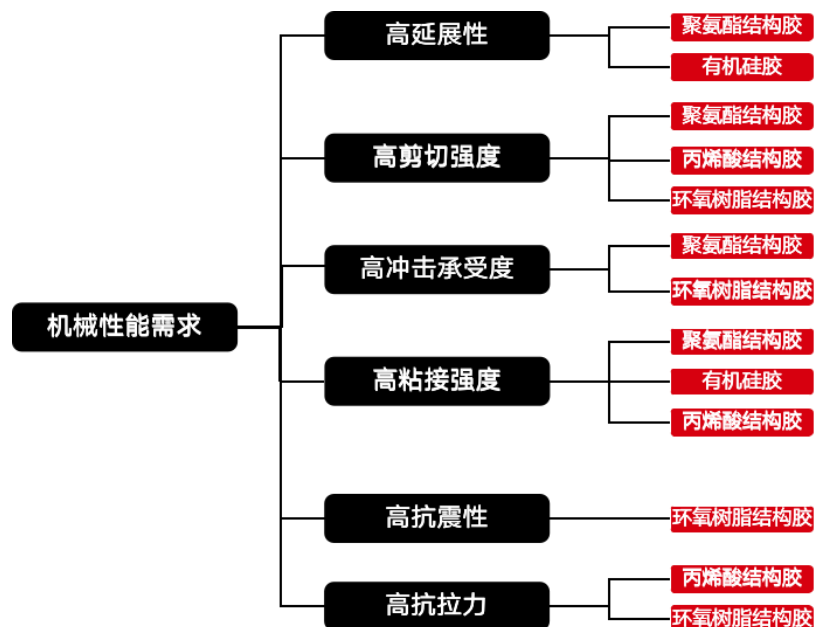 高延展性
聚氨酯结构胶
有机硅胶
高剪切强度
聚氨酯结构胶
丙烯酸结构胶
环氧树脂结构胶
高冲击承受度
聚氨酯结构胶
环氧树脂结构胶
机械性能需求
高粘接强度
聚氨酯结构胶
有机硅胶
丙烯酸结构胶
高抗震性
环氧树脂结构胶
高抗拉力
丙烯酸结构胶
环氧树脂结构胶